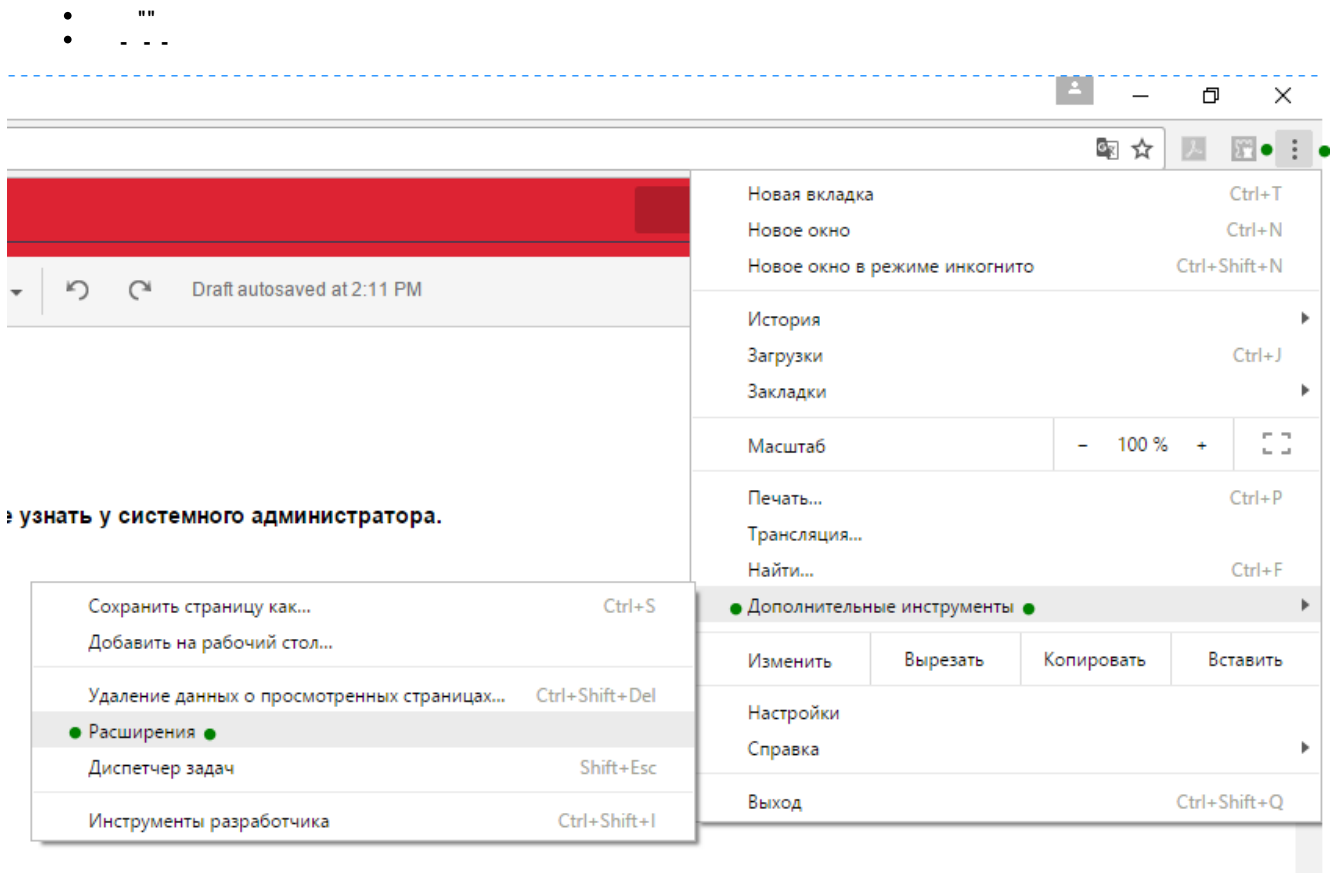 • ""
• - - -
Draft autosaved at 2:11 PM
е узнать у системного администратора.
Новая вкладка Ctrl+T
Новое окно Ctrl+N
Новое окно в режиме инкогнито Ctrl+Shift+N
История
Загрузки Ctrl+J
Закладки
Масштаб - 100 % +
Печать... Ctrl+P
Трансляция...
Найти... Ctrl+F
Дополнительные инструменты
Изменить Вырезать Копировать Вставить
Настройки
Справка
Выход Ctrl+Shift+Q
Сохранить страницу как... Ctrl+S
Добавить на рабочий стол...
Удаление данных о просмотренных страницах... Ctrl+Shift+Del
Расширения
Диспетчер задач Shift+Esc
Инструменты разработчика Ctrl+Shift+I